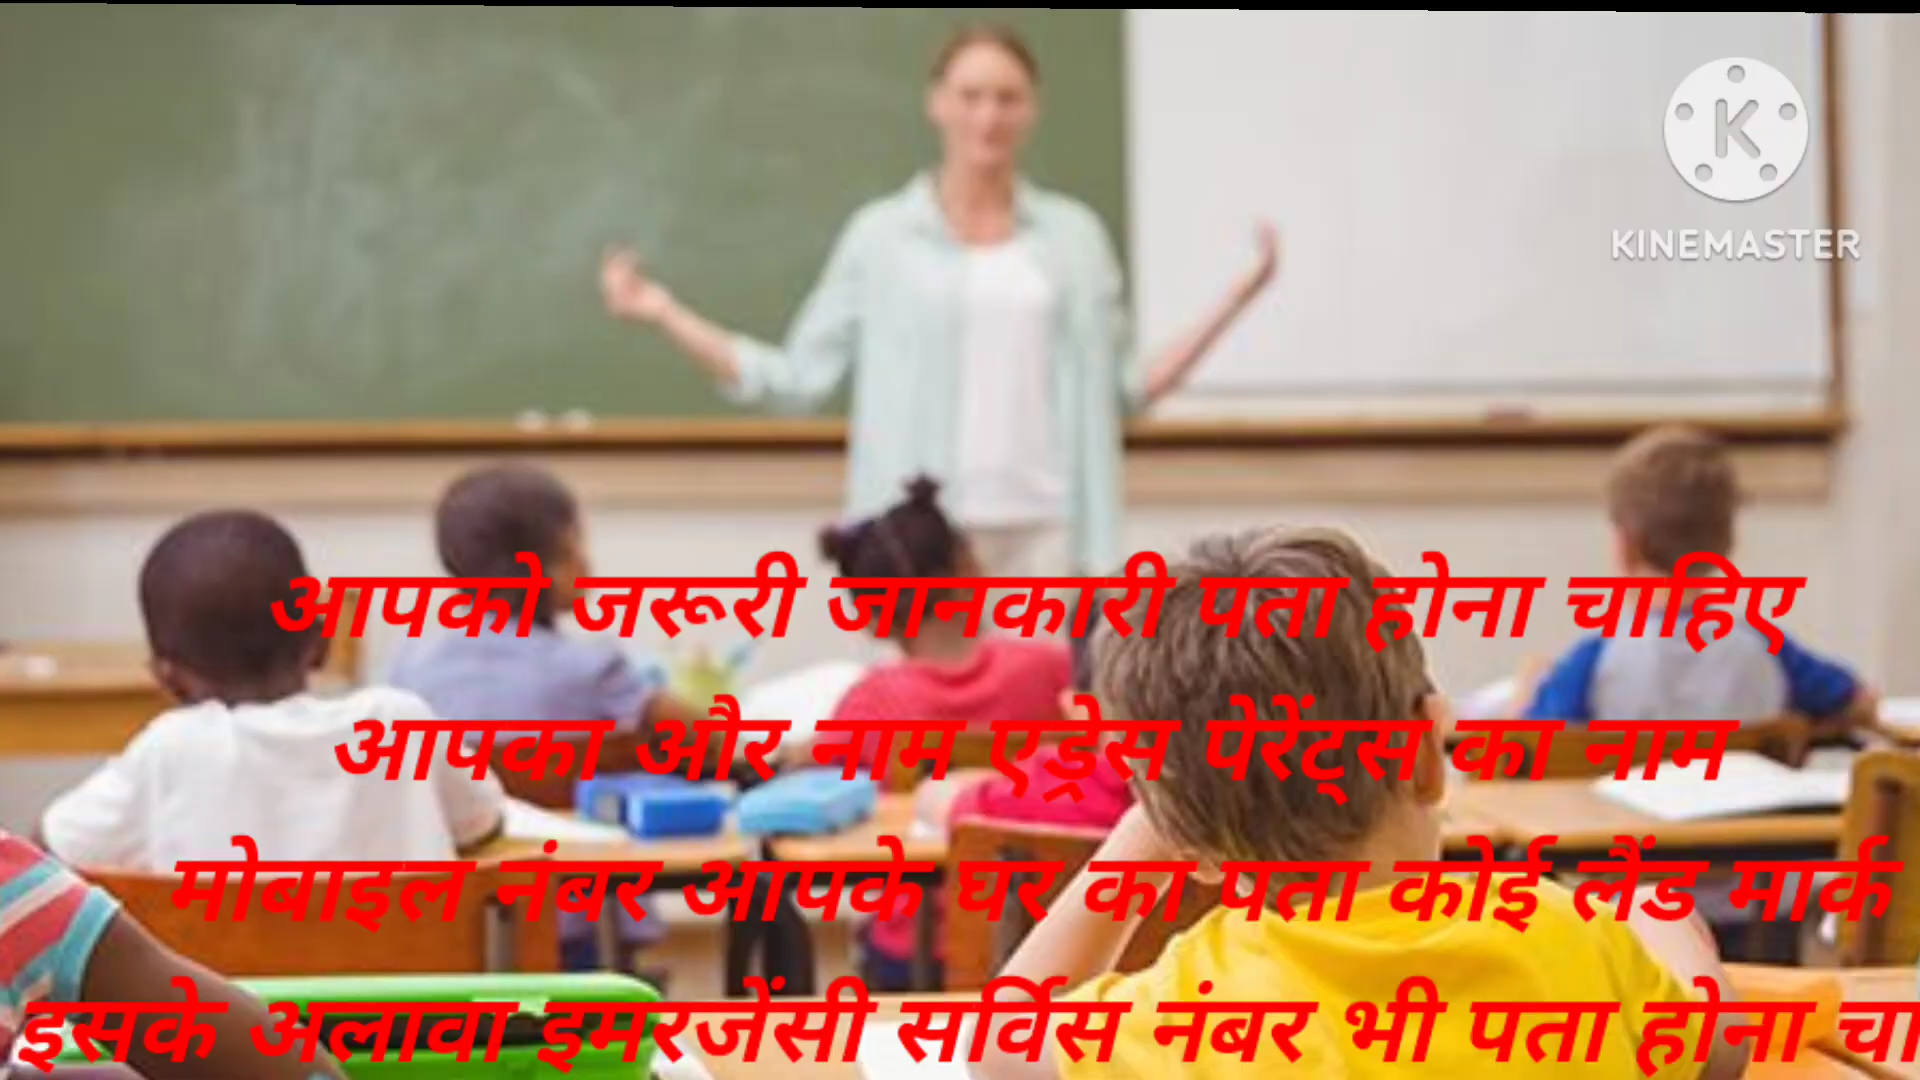 KINEMASTER
आपको जरूरी जानकारी पता होना चाहिए
आपका और नाम एड्रेस पेरेंट्स का नाम
मोबाइल नंबर आपके घर का पता कोई लैंड मार्क
इसके अलावा इमरजेंसी सर्विस नंबर भी पता होना चा